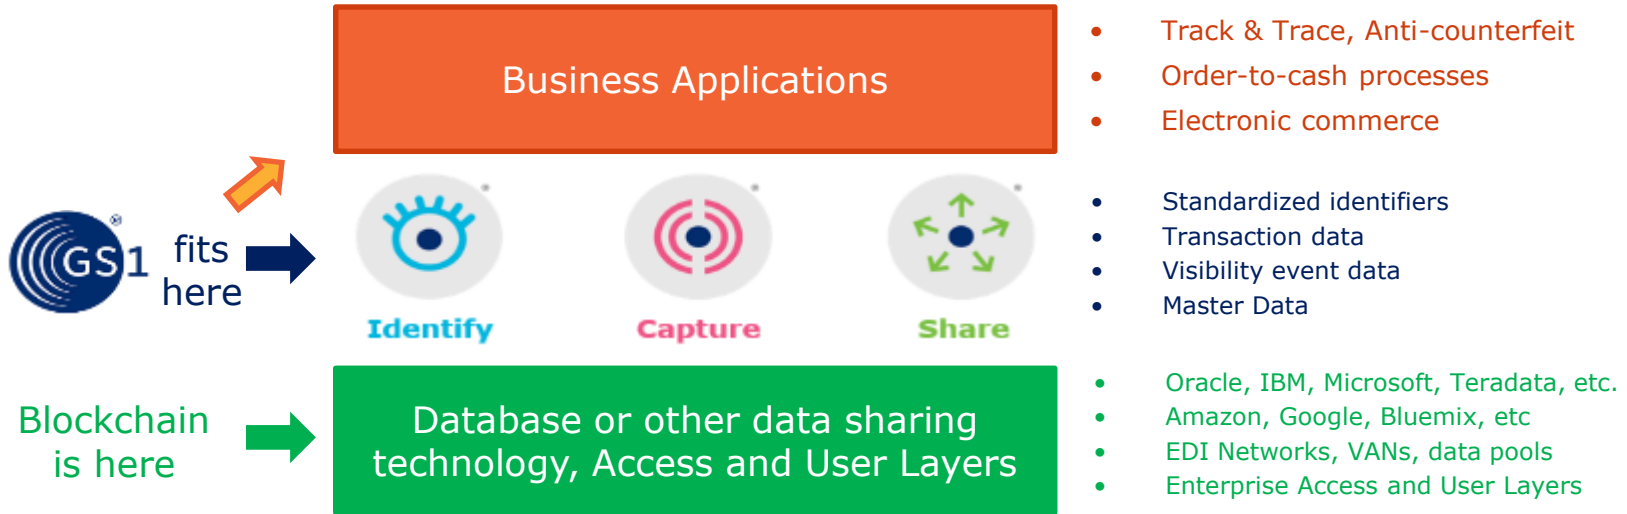 Business Applications
• Track & Trace, Anti-counterfeit
• Order-to-cash processes
• Electronic commerce
GS1®
fits
here
Identify
Capture
Share
• Standardized identifiers
• Transaction data
• Visibility event data
• Master Data
Blockchain
is here
Database or other data sharing
technology, Access and User Layers
• Oracle, IBM, Microsoft, Teradata, etc.
• Amazon, Google, Bluemix, etc
• EDI Networks, VANs, data pools
• Enterprise Access and User Layers